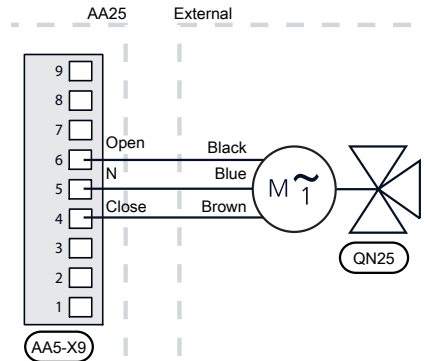 AA25 External
9
8
7
Open Black
6
N Blue
5
Close Brown
4
3
2
1
M ~ 1
QN25
AA5-X9